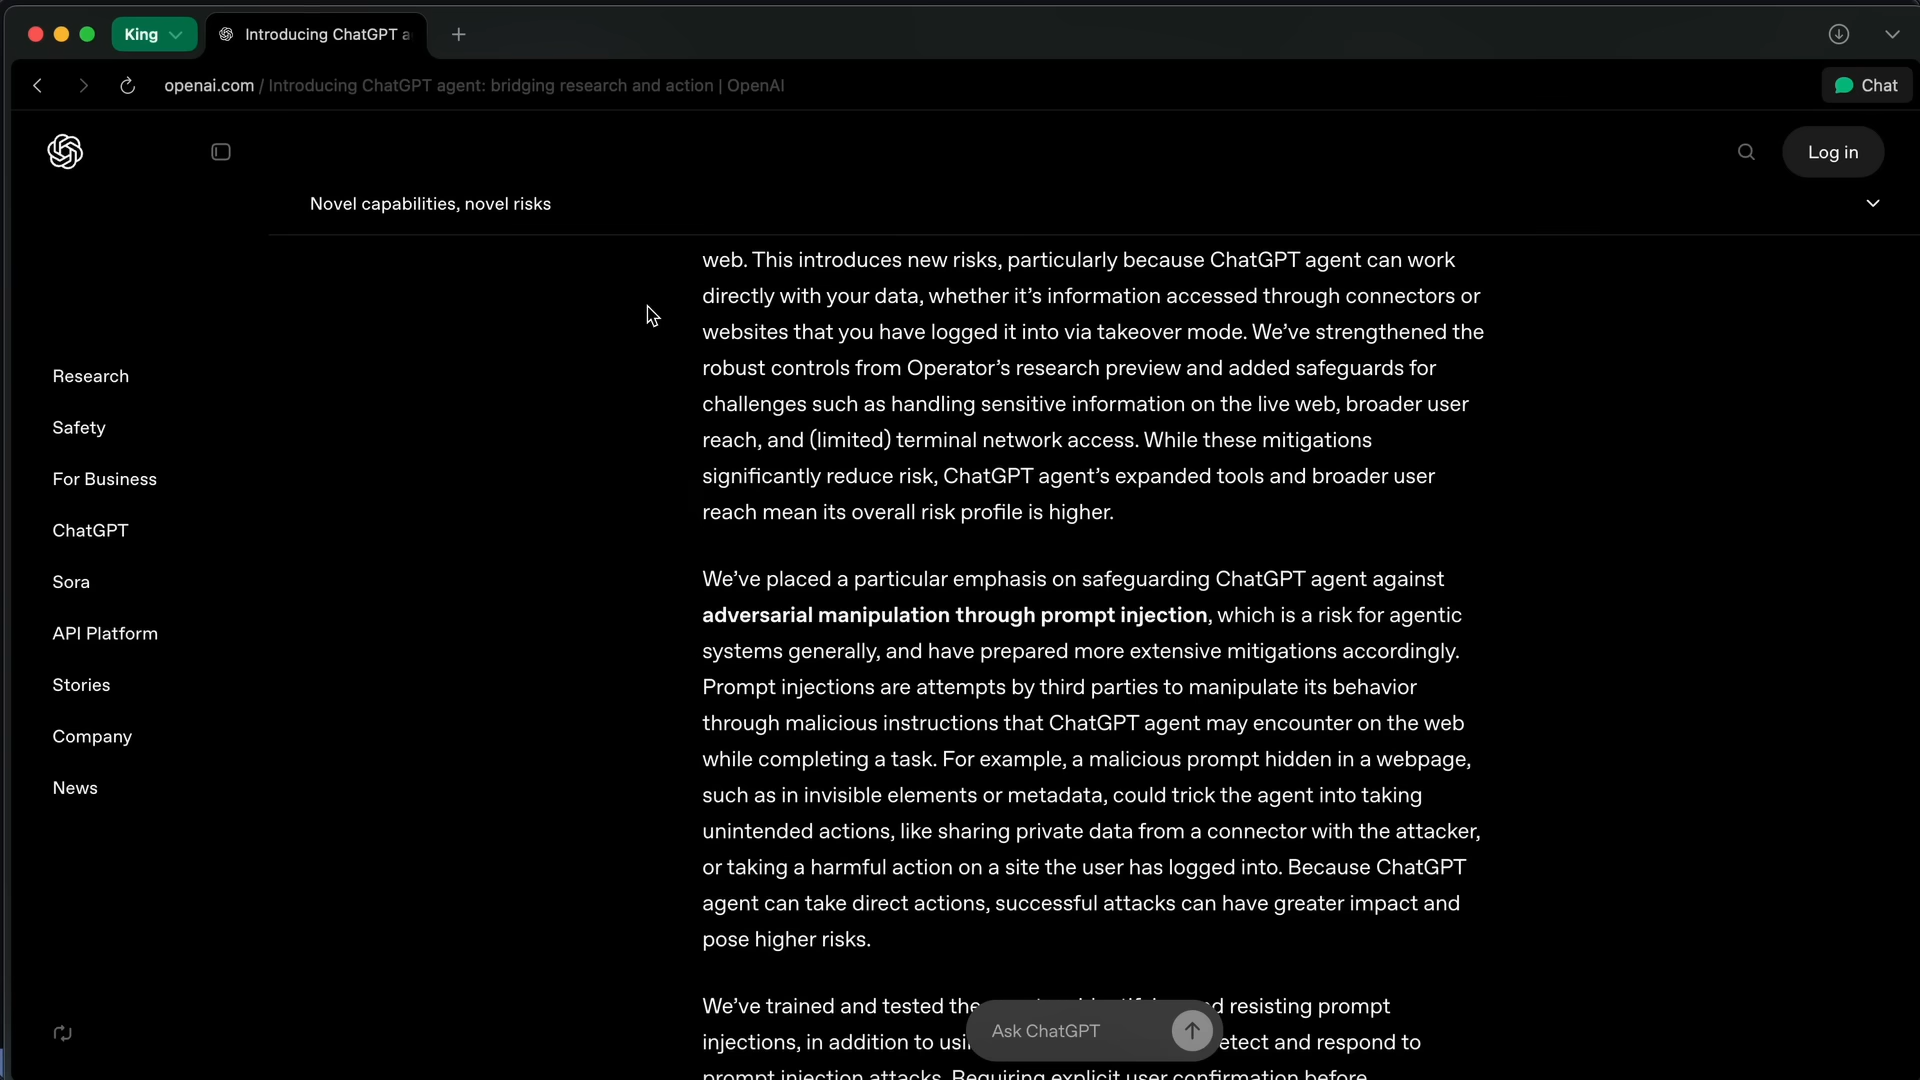 King
Introducing ChatGPT a
openai.com / Introducing ChatGPT agent: bridging research and action | OpenAI
Chat
Log in
Novel capabilities, novel risks
Research
Safety
For Business
ChatGPT
Sora
API Platform
Stories
Company
News
web. This introduces new risks, particularly because ChatGPT agent can work
directly with your data, whether it’s information accessed through connectors or
websites that you have logged it into via takeover mode. We’ve strengthened the
robust controls from Operator’s research preview and added safeguards for
challenges such as handling sensitive information on the live web, broader user
reach, and (limited) terminal network access. While these mitigations
significantly reduce risk, ChatGPT agent’s expanded tools and broader user
reach mean its overall risk profile is higher.
We’ve placed a particular emphasis on safeguarding ChatGPT agent against
adversarial manipulation through prompt injection, which is a risk for agentic
systems generally, and have prepared more extensive mitigations accordingly.
Prompt injections are attempts by third parties to manipulate its behavior
through malicious instructions that ChatGPT agent may encounter on the web
while completing a task. For example, a malicious prompt hidden in a webpage,
such as in invisible elements or metadata, could trick the agent into taking
unintended actions, like sharing private data from a connector with the attacker,
or taking a harmful action on a site the user has logged into. Because ChatGPT
agent can take direct actions, successful attacks can have greater impact and
pose higher risks.
We’ve trained and tested the resisting prompt
injections, in addition to and respond to
prompt injection attacks. Requiring explicit user confirmation before
Ask ChatGPT